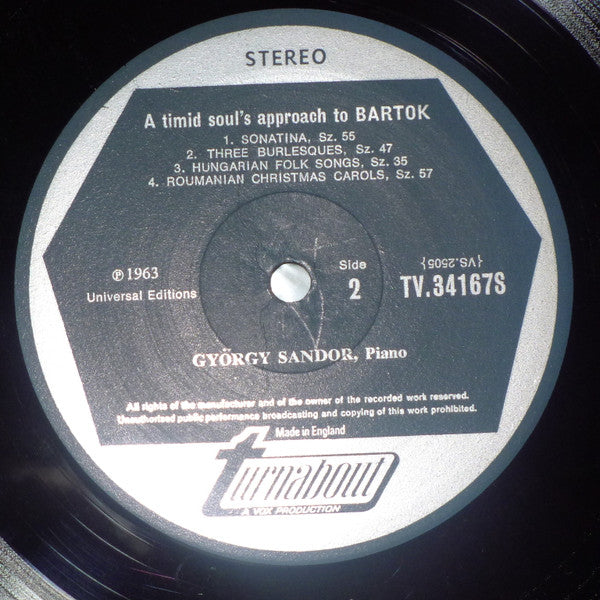 STEREO
A timid soul's approach to BARTOK
1. SONATINA, Sz. 55
2. THREE BURLESQUES, Sz. 47
3. HUNGARIAN FOLK SONGS, Sz. 35
4. ROUMANIAN CHRISTMAS CAROLS, Sz. 57
℗ 1963
Universal Editions
Side
2
{VS.2505}
TV.34167S
GYÖRGY SANDOR, Piano
All rights of the manufacturer and of the owner of the recorded work reserved.
Unauthorised public performance broadcasting and copying of this work prohibited.
Made in England
turnabout
A VOX PRODUCTION